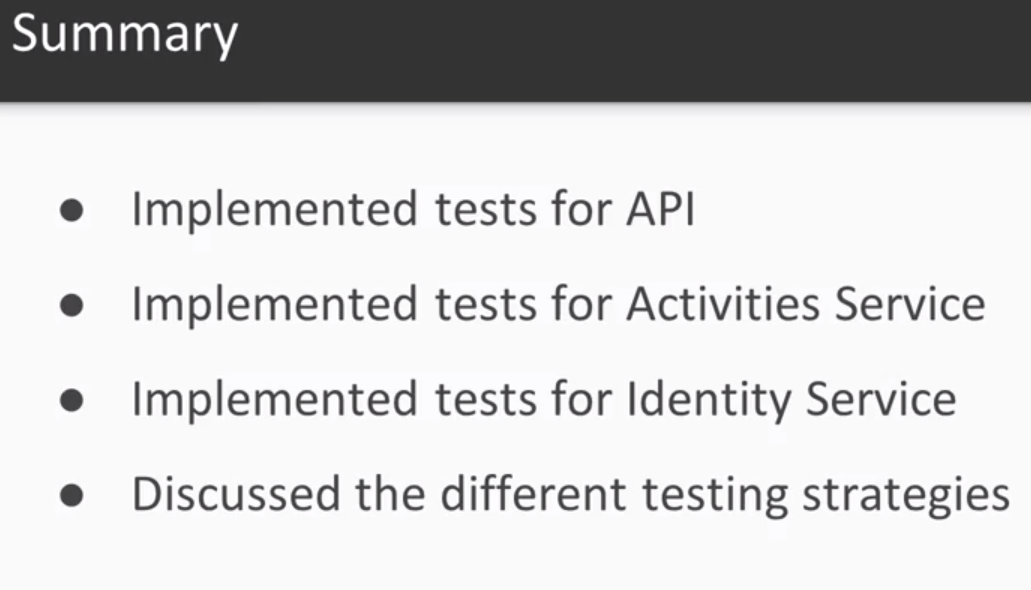 Summary
● Implemented tests for API
● Implemented tests for Activities Service
● Implemented tests for Identity Service
● Discussed the different testing strategies